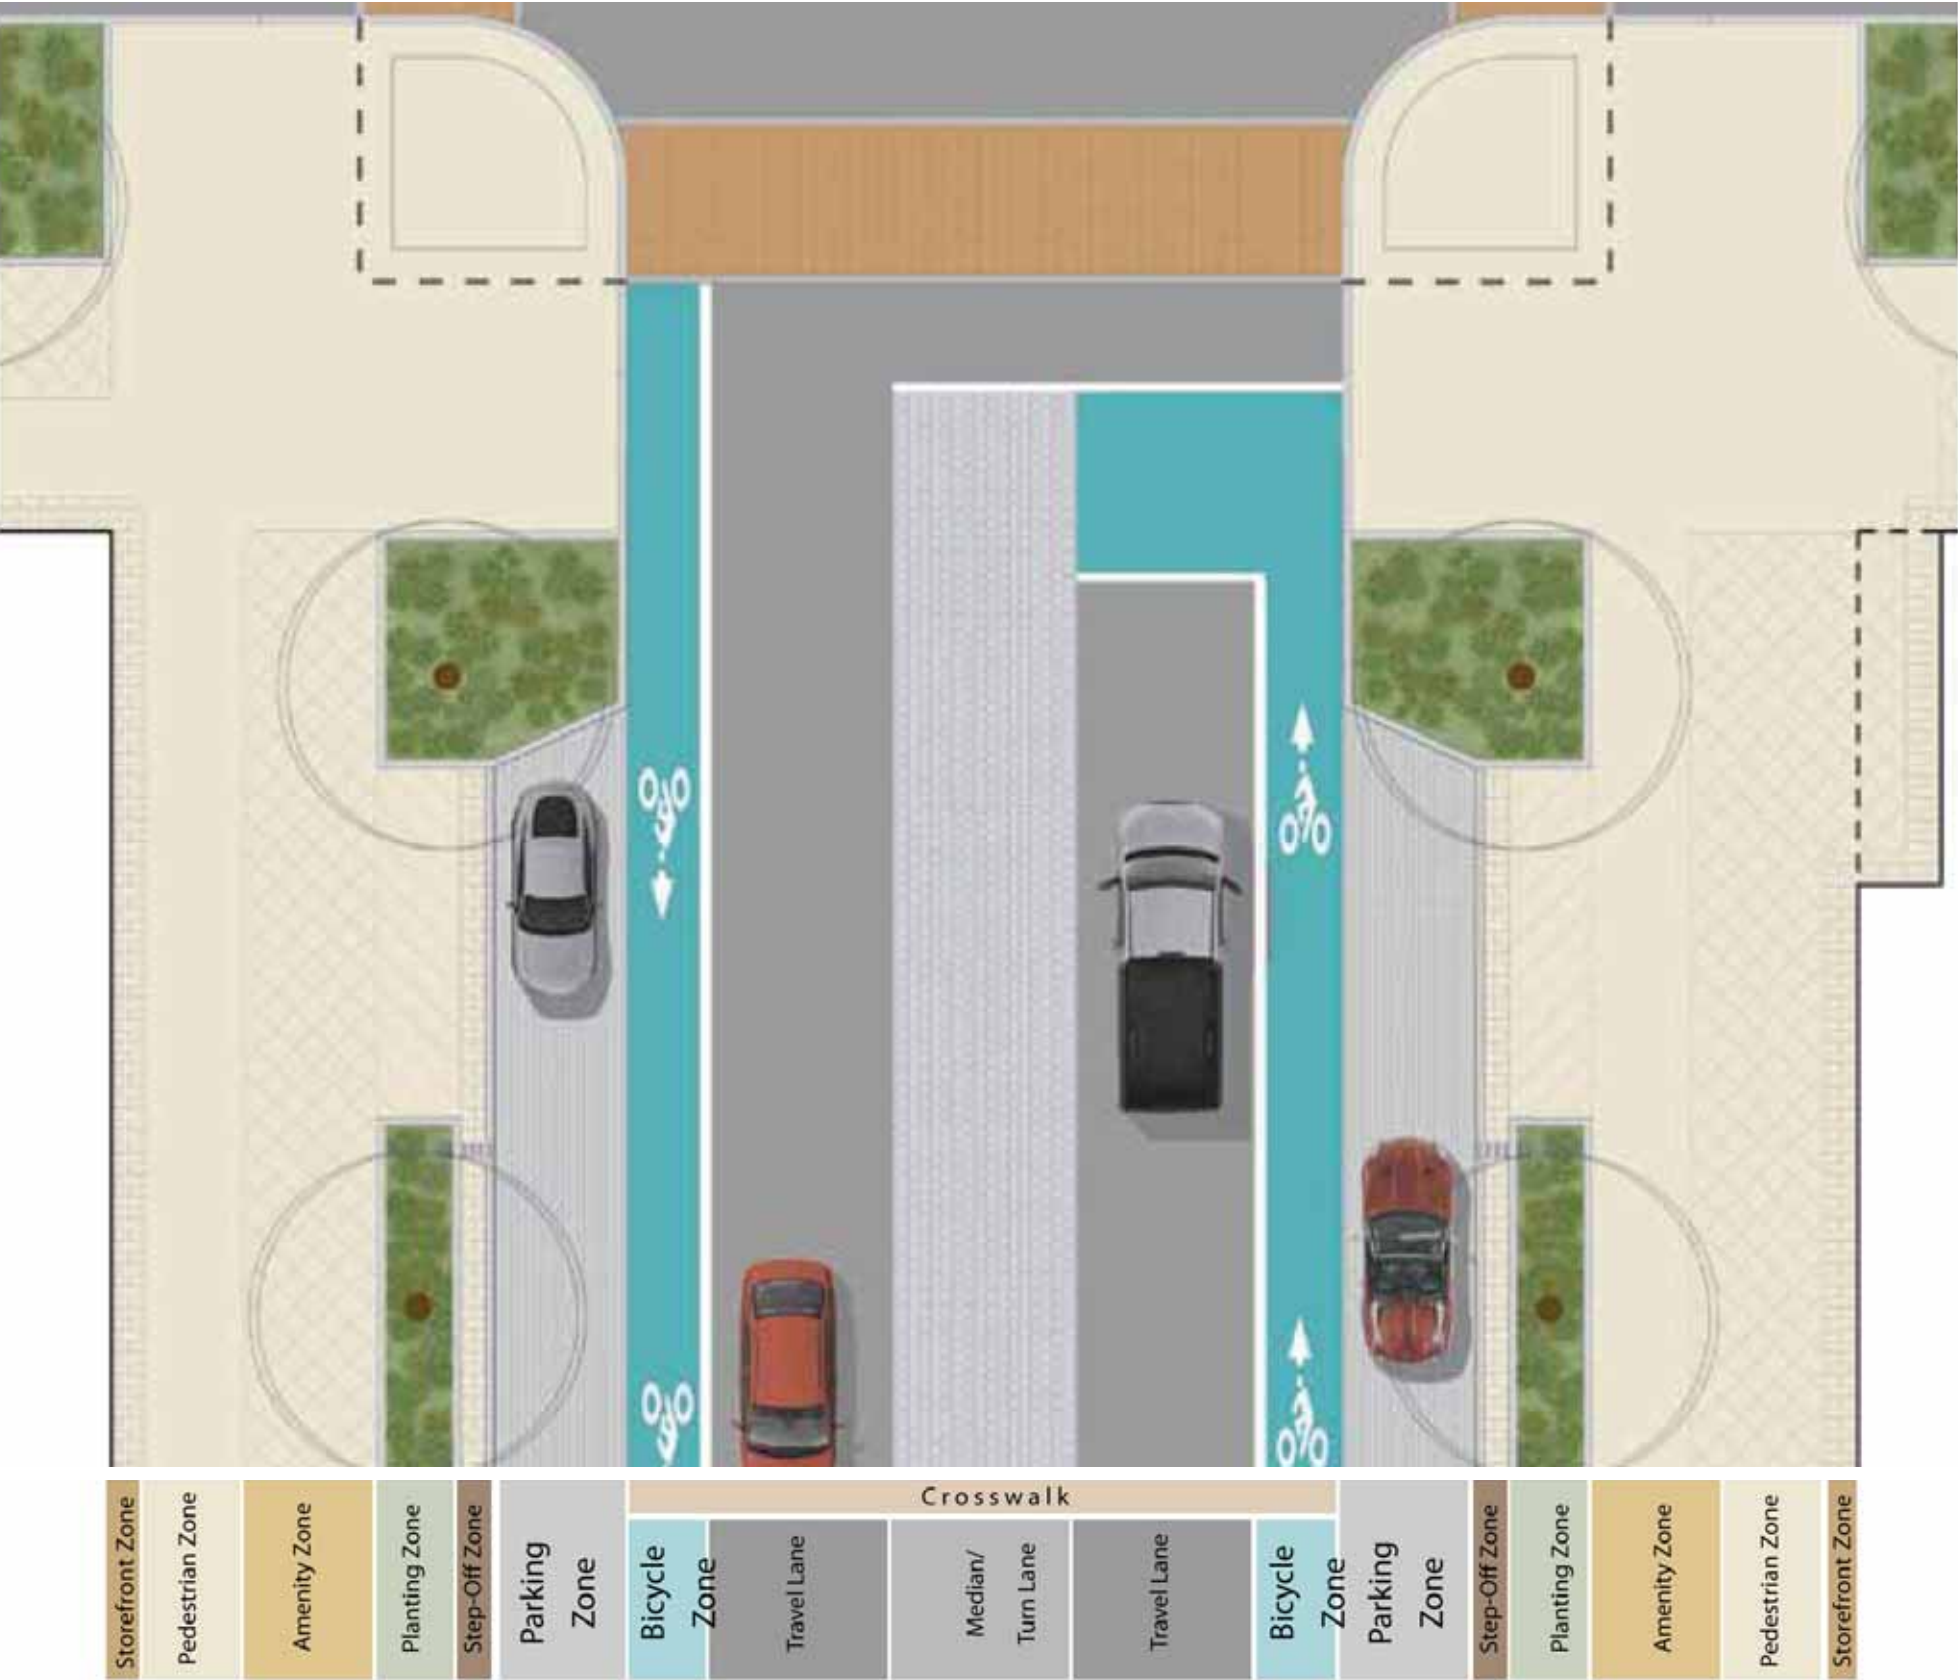 Crosswalk
Storefront Zone
Pedestrian Zone
Amenity Zone
Planting Zone
Step-Off Zone
Parking
Zone
Bicycle
Zone
Travel Lane
Median/
Turn Lane
Travel Lane
Bicycle
Zone
Parking
Zone
Step-Off Zone
Planting Zone
Amenity Zone
Pedestrian Zone
Storefront Zone